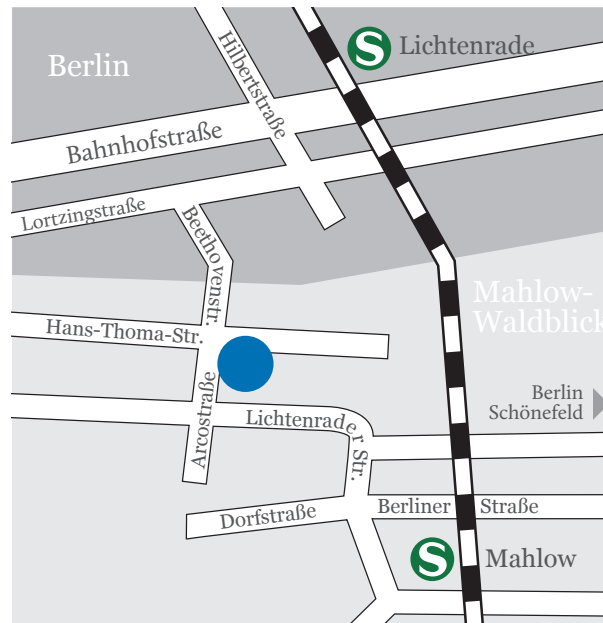 S Lichtenrade
Berlin
Hilbertstraße
Bahnhofstraße
Lortzingstraße
Beethovenstr.
Mahlow-
Waldblick
Hans-Thoma-Str.
Berlin
Schönefeld
Arcostraße
Lichtenrader Str.
Dorfstraße
Berliner Straße
S Mahlow